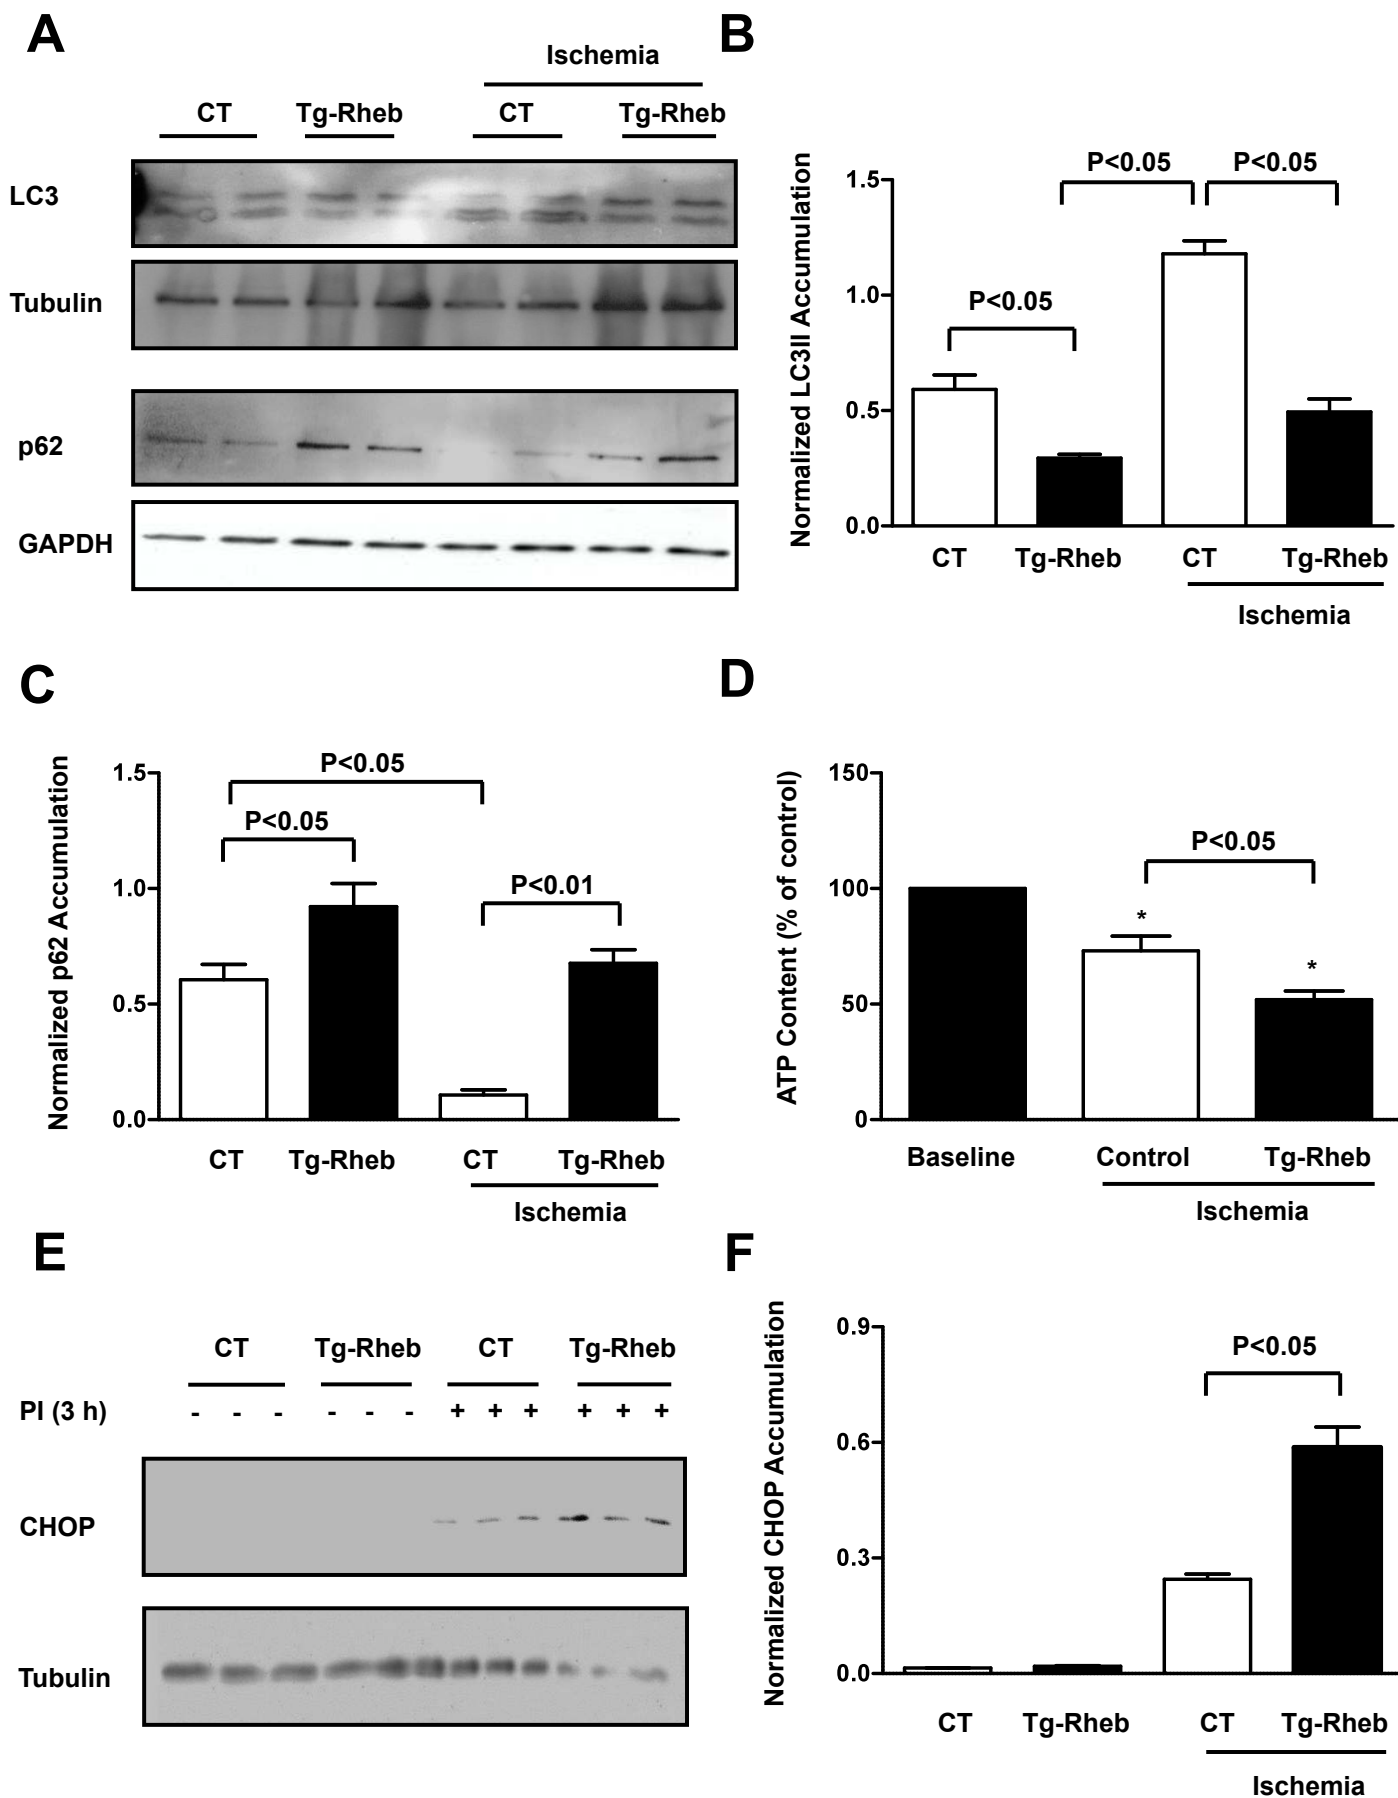 A
Ischemia
CT Tg-Rheb CT Tg-Rheb
LC3
Tubulin
p62
GAPDH
B
Normalized LC3II Accumulation
1.5
1.0
0.5
0.0
P<0.05 P<0.05
P<0.05
CT Tg-Rheb CT Tg-Rheb
Ischemia
C
Normalized p62 Accumulation
1.5
1.0
0.5
0.0
P<0.05
P<0.05
P<0.01
CT Tg-Rheb CT Tg-Rheb
Ischemia
D
ATP Content (% of control)
150
100
50
0
P<0.05
*
*
Baseline Control Tg-Rheb
Ischemia
E
CT Tg-Rheb CT Tg-Rheb
PI (3 h) - - - - - - + + + + + +
CHOP
Tubulin
F
Normalized CHOP Accumulation
0.9
0.6
0.3
0.0
P<0.05
CT Tg-Rheb CT Tg-Rheb
Ischemia